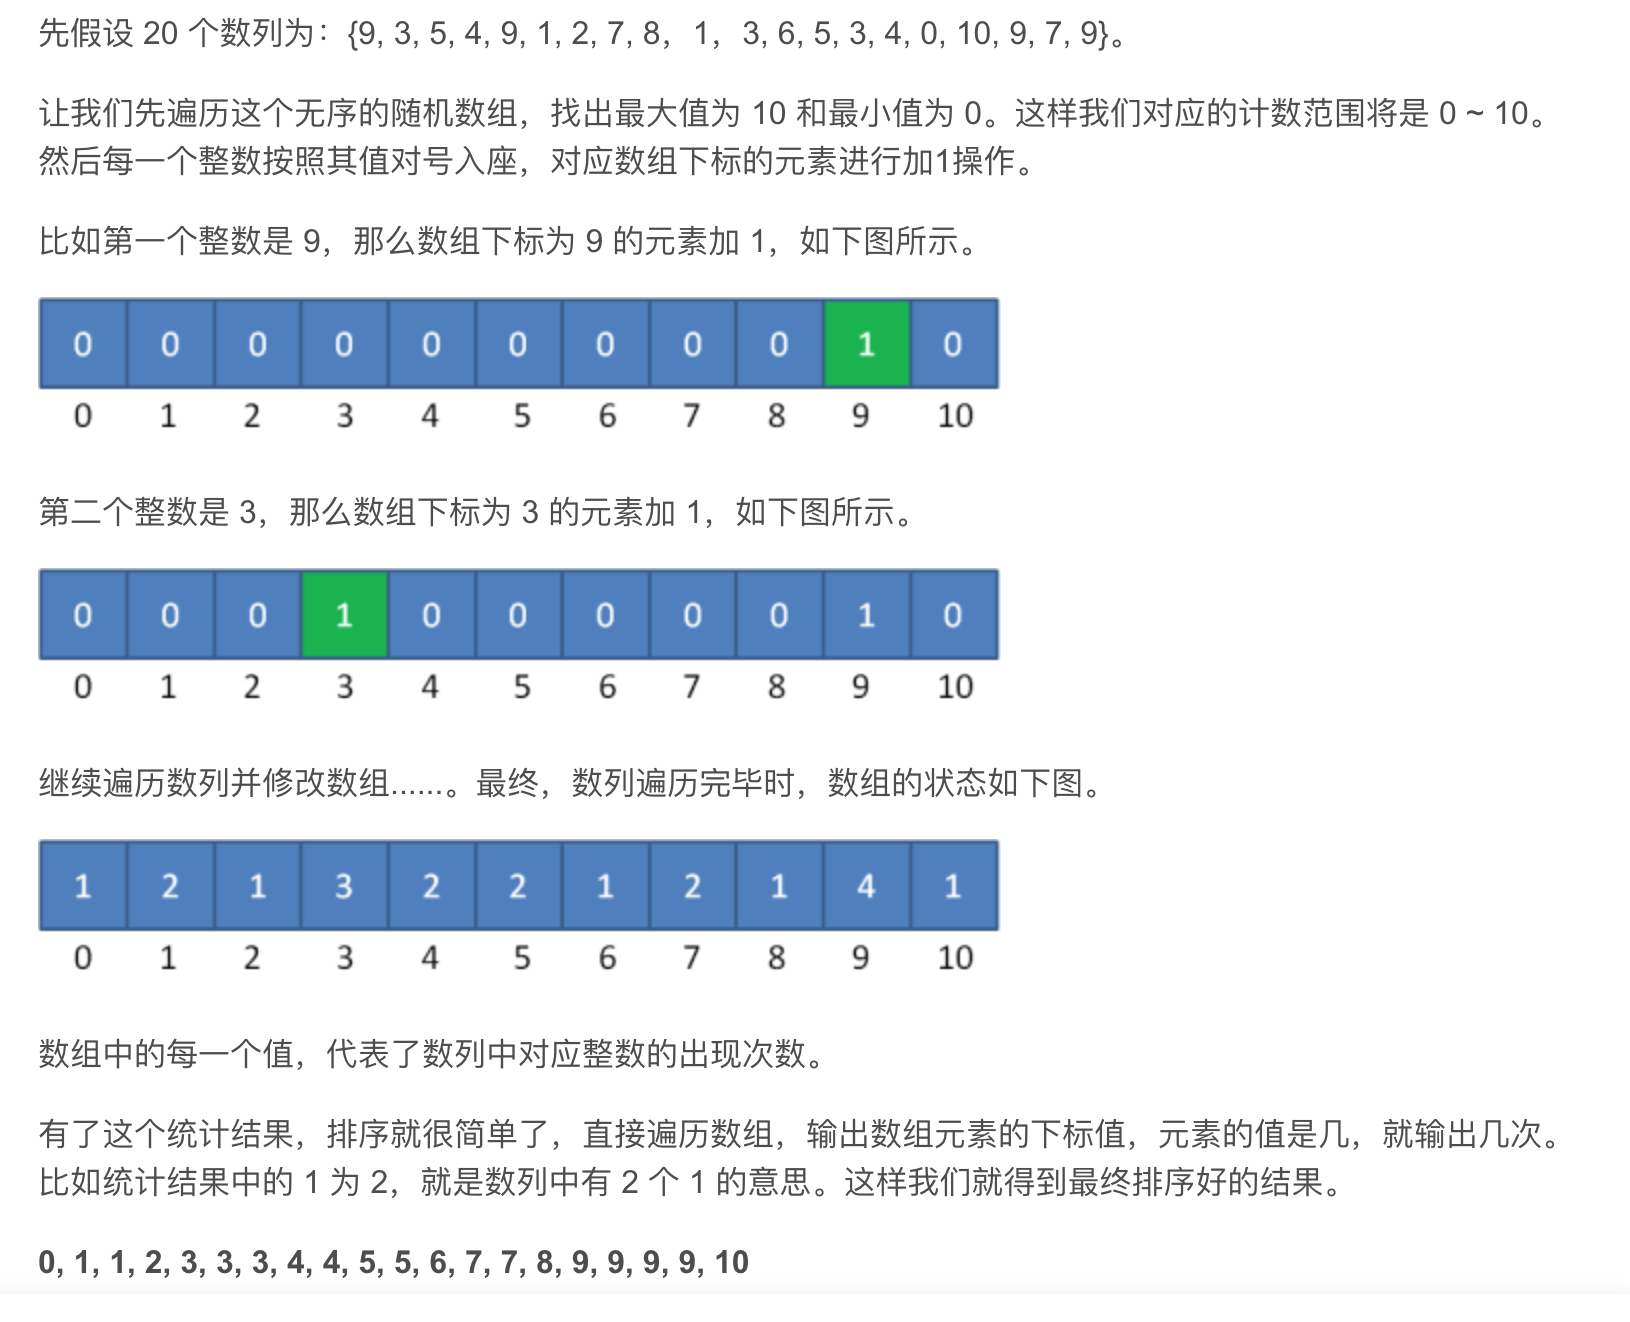 先假设 20 个数列为：{9, 3, 5, 4, 9, 1, 2, 7, 8，1，3, 6, 5, 3, 4, 0, 10, 9, 7, 9}。
让我们先遍历这个无序的随机数组，找出最大值为 10 和最小值为 0。这样我们对应的计数范围将是 0 ~ 10。
然后每一个整数按照其值对号入座，对应数组下标的元素进行加1操作。
比如第一个整数是 9，那么数组下标为 9 的元素加 1，如下图所示。
0 0 0 0 0 0 0 0 0 1 0
0 1 2 3 4 5 6 7 8 9 10
第二个整数是 3，那么数组下标为 3 的元素加 1，如下图所示。
0 0 0 1 0 0 0 0 0 1 0
0 1 2 3 4 5 6 7 8 9 10
继续遍历数列并修改数组......。最终，数列遍历完毕时，数组的状态如下图。
1 2 1 3 2 2 1 2 1 4 1
0 1 2 3 4 5 6 7 8 9 10
数组中的每一个值，代表了数列中对应整数的出现次数。
有了这个统计结果，排序就很简单了，直接遍历数组，输出数组元素的下标值，元素的值是几，就输出几次。
比如统计结果中的 1 为 2，就是数列中有 2 个 1 的意思。这样我们就得到最终排序好的结果。
0, 1, 1, 2, 3, 3, 3, 4, 4, 5, 5, 6, 7, 7, 8, 9, 9, 9, 9, 10